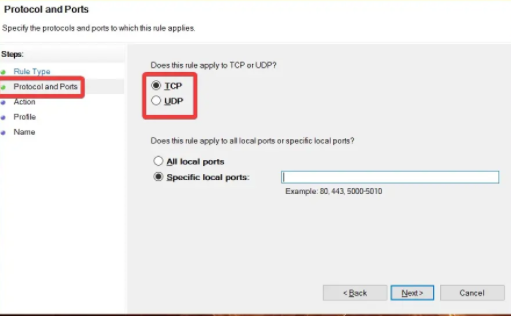 Protocol and Ports
Specify the protocols and ports to which this rule applies.
Steps:
Rule Type
Protocol and Ports
Action
Profile
Name
Does this rule apply to TCP or UDP?
TCP
UDP
Does this rule apply to all local ports or specific local ports?
All local ports
Specific local ports:
Example: 80, 443, 5000-5010
< Back
Next >
Cancel